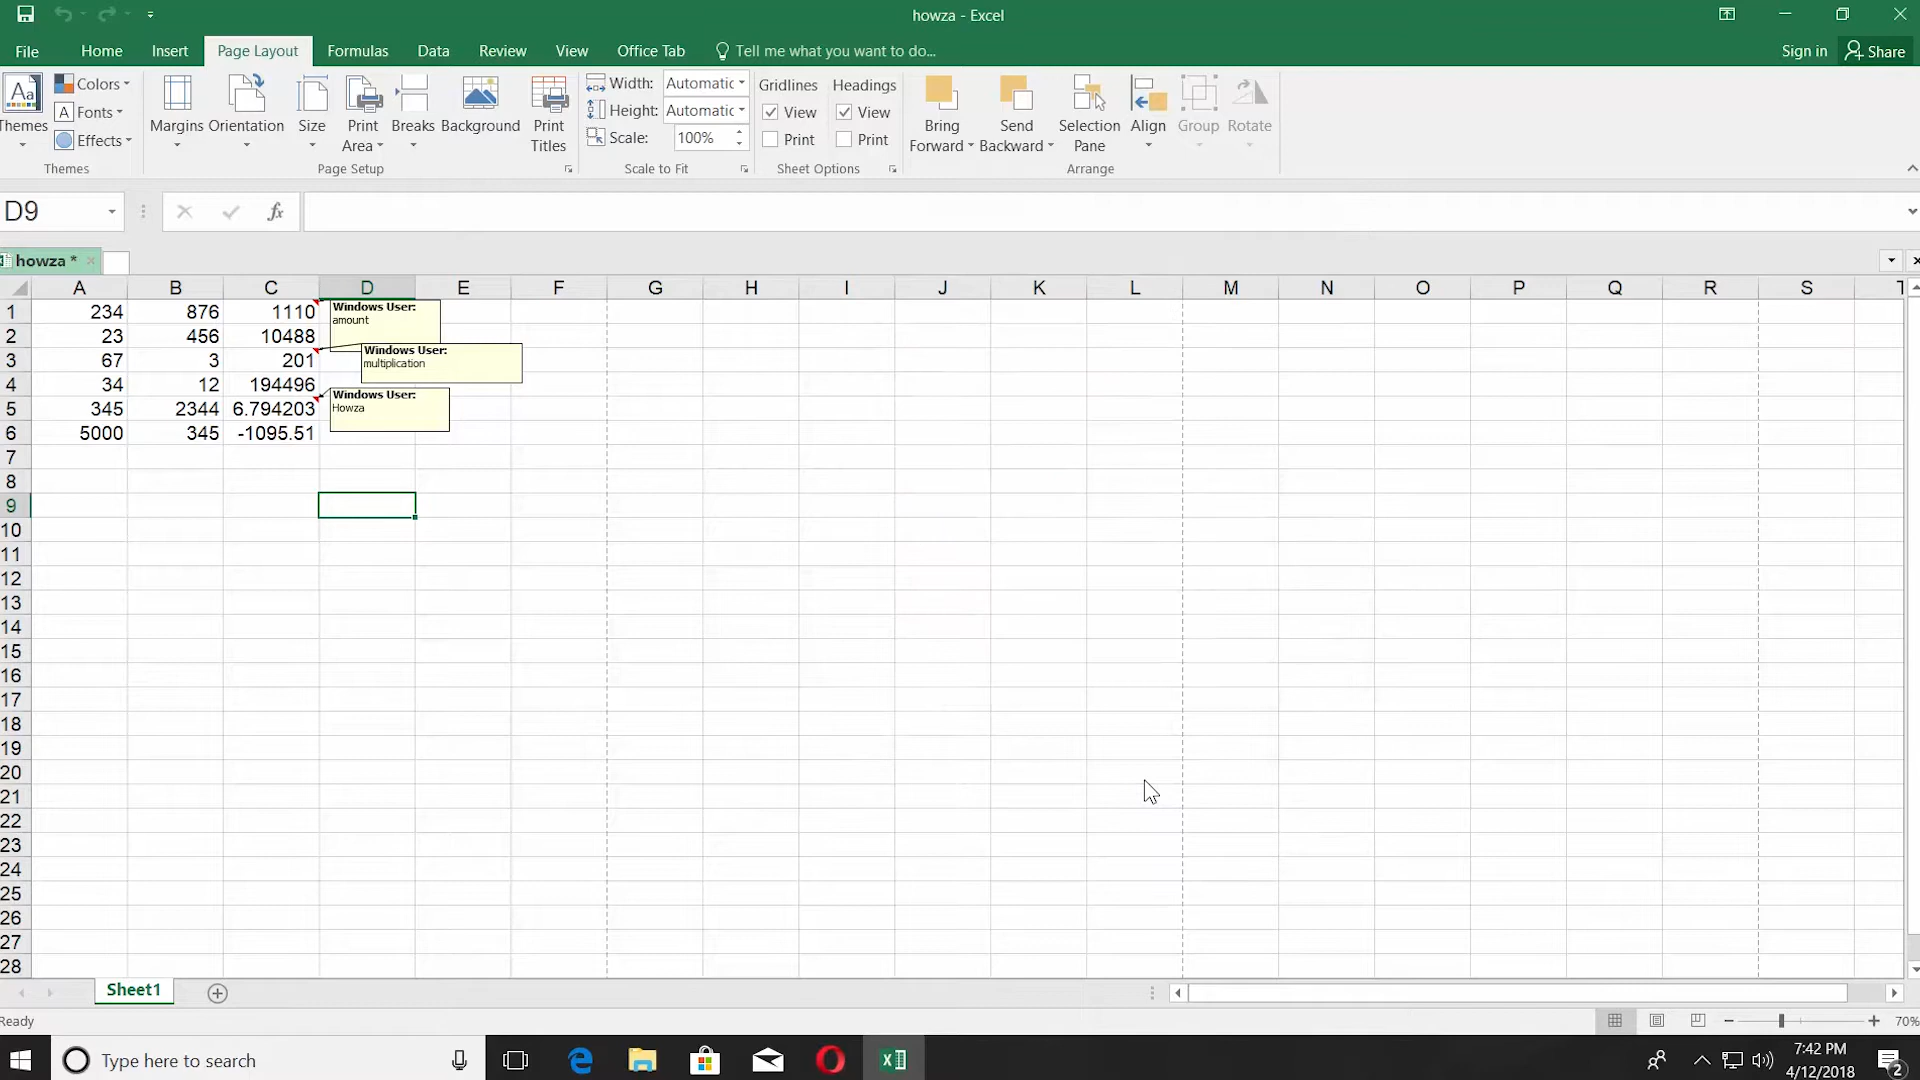 howza - Excel
File Home Insert Page Layout Formulas Data Review View Office Tab Tell me what you want to do... Sign in Share
Themes
Colors
Fonts
Effects
Themes
Margins Orientation Size Print Area Breaks Background Print Titles
Page Setup
Width: Automatic
Height: Automatic
Scale: 100%
Scale to Fit
Gridlines Headings
View View
Print Print
Sheet Options
Bring Forward Send Backward Selection Pane Align Group Rotate
Arrange
D9 fx
howza *
A B C D E F G H I J K L M N O P Q R S T
1 234 876 1110
Windows User:
amount
2 23 456 10488
3 67 3 201
Windows User:
multiplication
4 34 12 194496
Windows User:
Howza
5 345 2344 6.794203
6 5000 345 -1095.51
7
8
9
10
11
12
13
14
15
16
17
18
19
20
21
22
23
24
25
26
27
28
Sheet1
Ready 70%
Type here to search
7:42 PM
4/12/2018
2